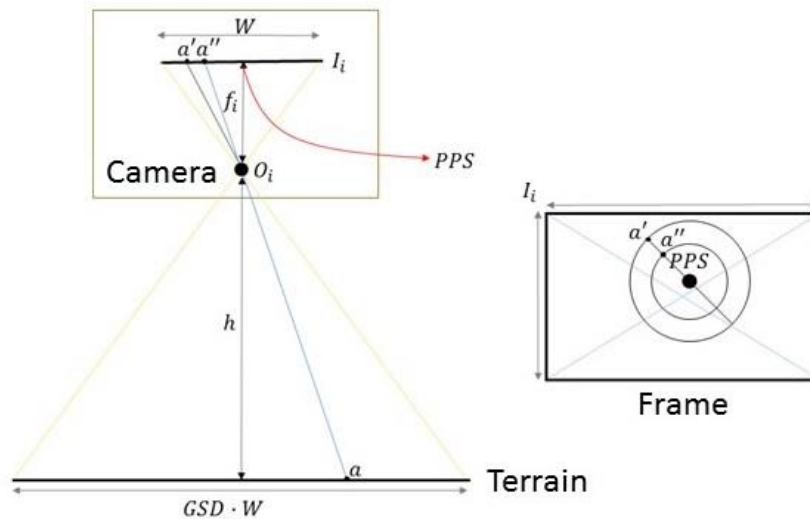 W
a′ a″
I_i
f_i
Camera
O_i
PPS
I_i
a′ a″
PPS
h
Frame
a
Terrain
GSD · W